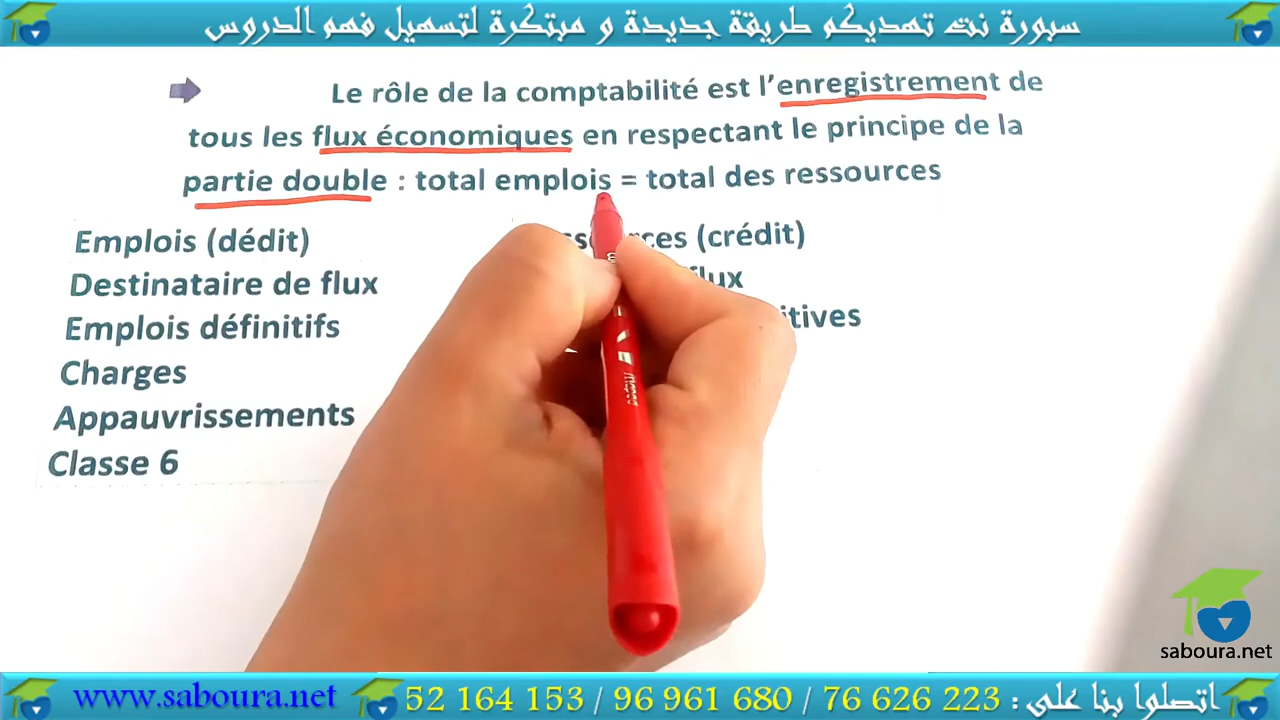 سبورة نت تهديكم طريقة جديدة و مبتكرة لتسهيل فهم الدروس
Le rôle de la comptabilité est l'enregistrement de
tous les flux économiques en respectant le principe de la
partie double : total emplois = total des ressources
Emplois (dédit)
Destinataire de flux
Emplois définitifs
Charges
Appauvrissements
Classe 6
(crédit)
flux
saboura.net
www.saboura.net
اتصلوا بنا على : 52 164 153 / 96 961 680 / 76 626 223